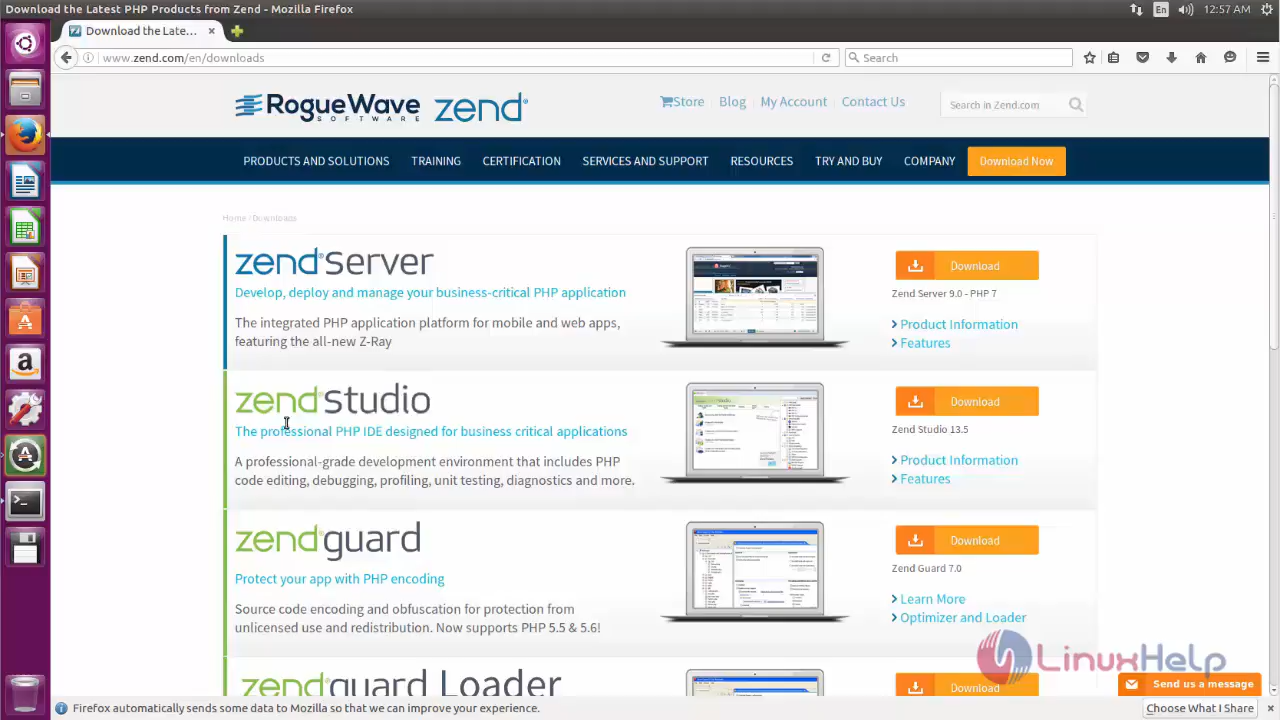 Download the Latest PHP Products from Zend - Mozilla Firefox
En
12:57 AM
Download the Late...
www.zend.com/en/downloads
Search
RogueWave
SOFTWARE
zend®
Store
Blog
My Account
Contact Us
Search in Zend.com
PRODUCTS AND SOLUTIONS
TRAINING
CERTIFICATION
SERVICES AND SUPPORT
RESOURCES
TRY AND BUY
COMPANY
Download Now
Home / Downloads
zend® Server
Develop, deploy and manage your business-critical PHP application
The integrated PHP application platform for mobile and web apps,
featuring the all-new Z-Ray
Download
Zend Server 9.0 - PHP 7
Product Information
Features
zend® Studio
The professional PHP IDE designed for business critical applications
A professional-grade development environment that includes PHP
code editing, debugging, profiling, unit testing, diagnostics and more.
Download
Zend Studio 13.5
Product Information
Features
zend® guard
Protect your app with PHP encoding
Source code encoding and obfuscation for protection from
unlicensed use and redistribution. Now supports PHP 5.5 & 5.6!
Download
Zend Guard 7.0
Learn More
Optimizer and Loader
zend® guard Loader
Download
LinuxHelp
Send us a message
Firefox automatically sends some data to Mozilla so that we can improve your experience.
Choose What I Share